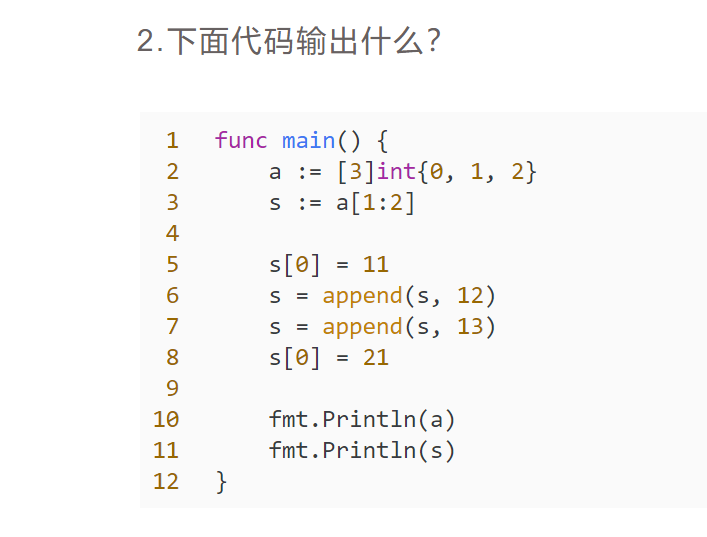 2.下面代码输出什么？
1 func main() {
2     a := [3]int{0, 1, 2}
3     s := a[1:2]
4
5     s[0] = 11
6     s = append(s, 12)
7     s = append(s, 13)
8     s[0] = 21
9
10     fmt.Println(a)
11     fmt.Println(s)
12 }